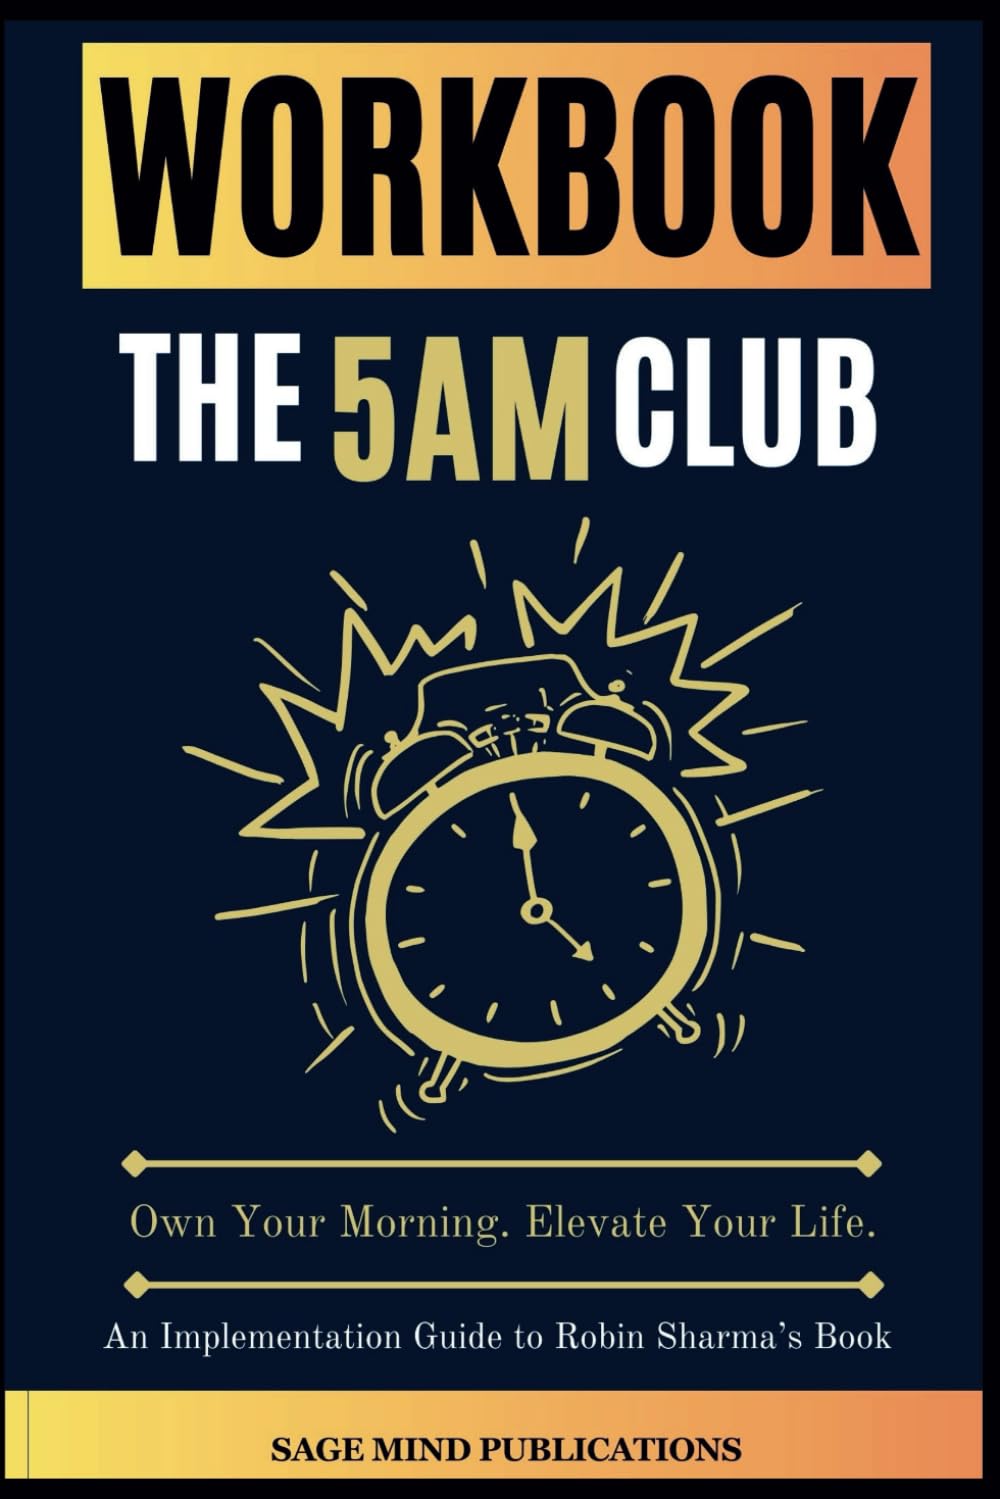 WORKBOOK
THE 5AM CLUB
Own Your Morning. Elevate Your Life.
An Implementation Guide to Robin Sharma’s Book
SAGE MIND PUBLICATIONS